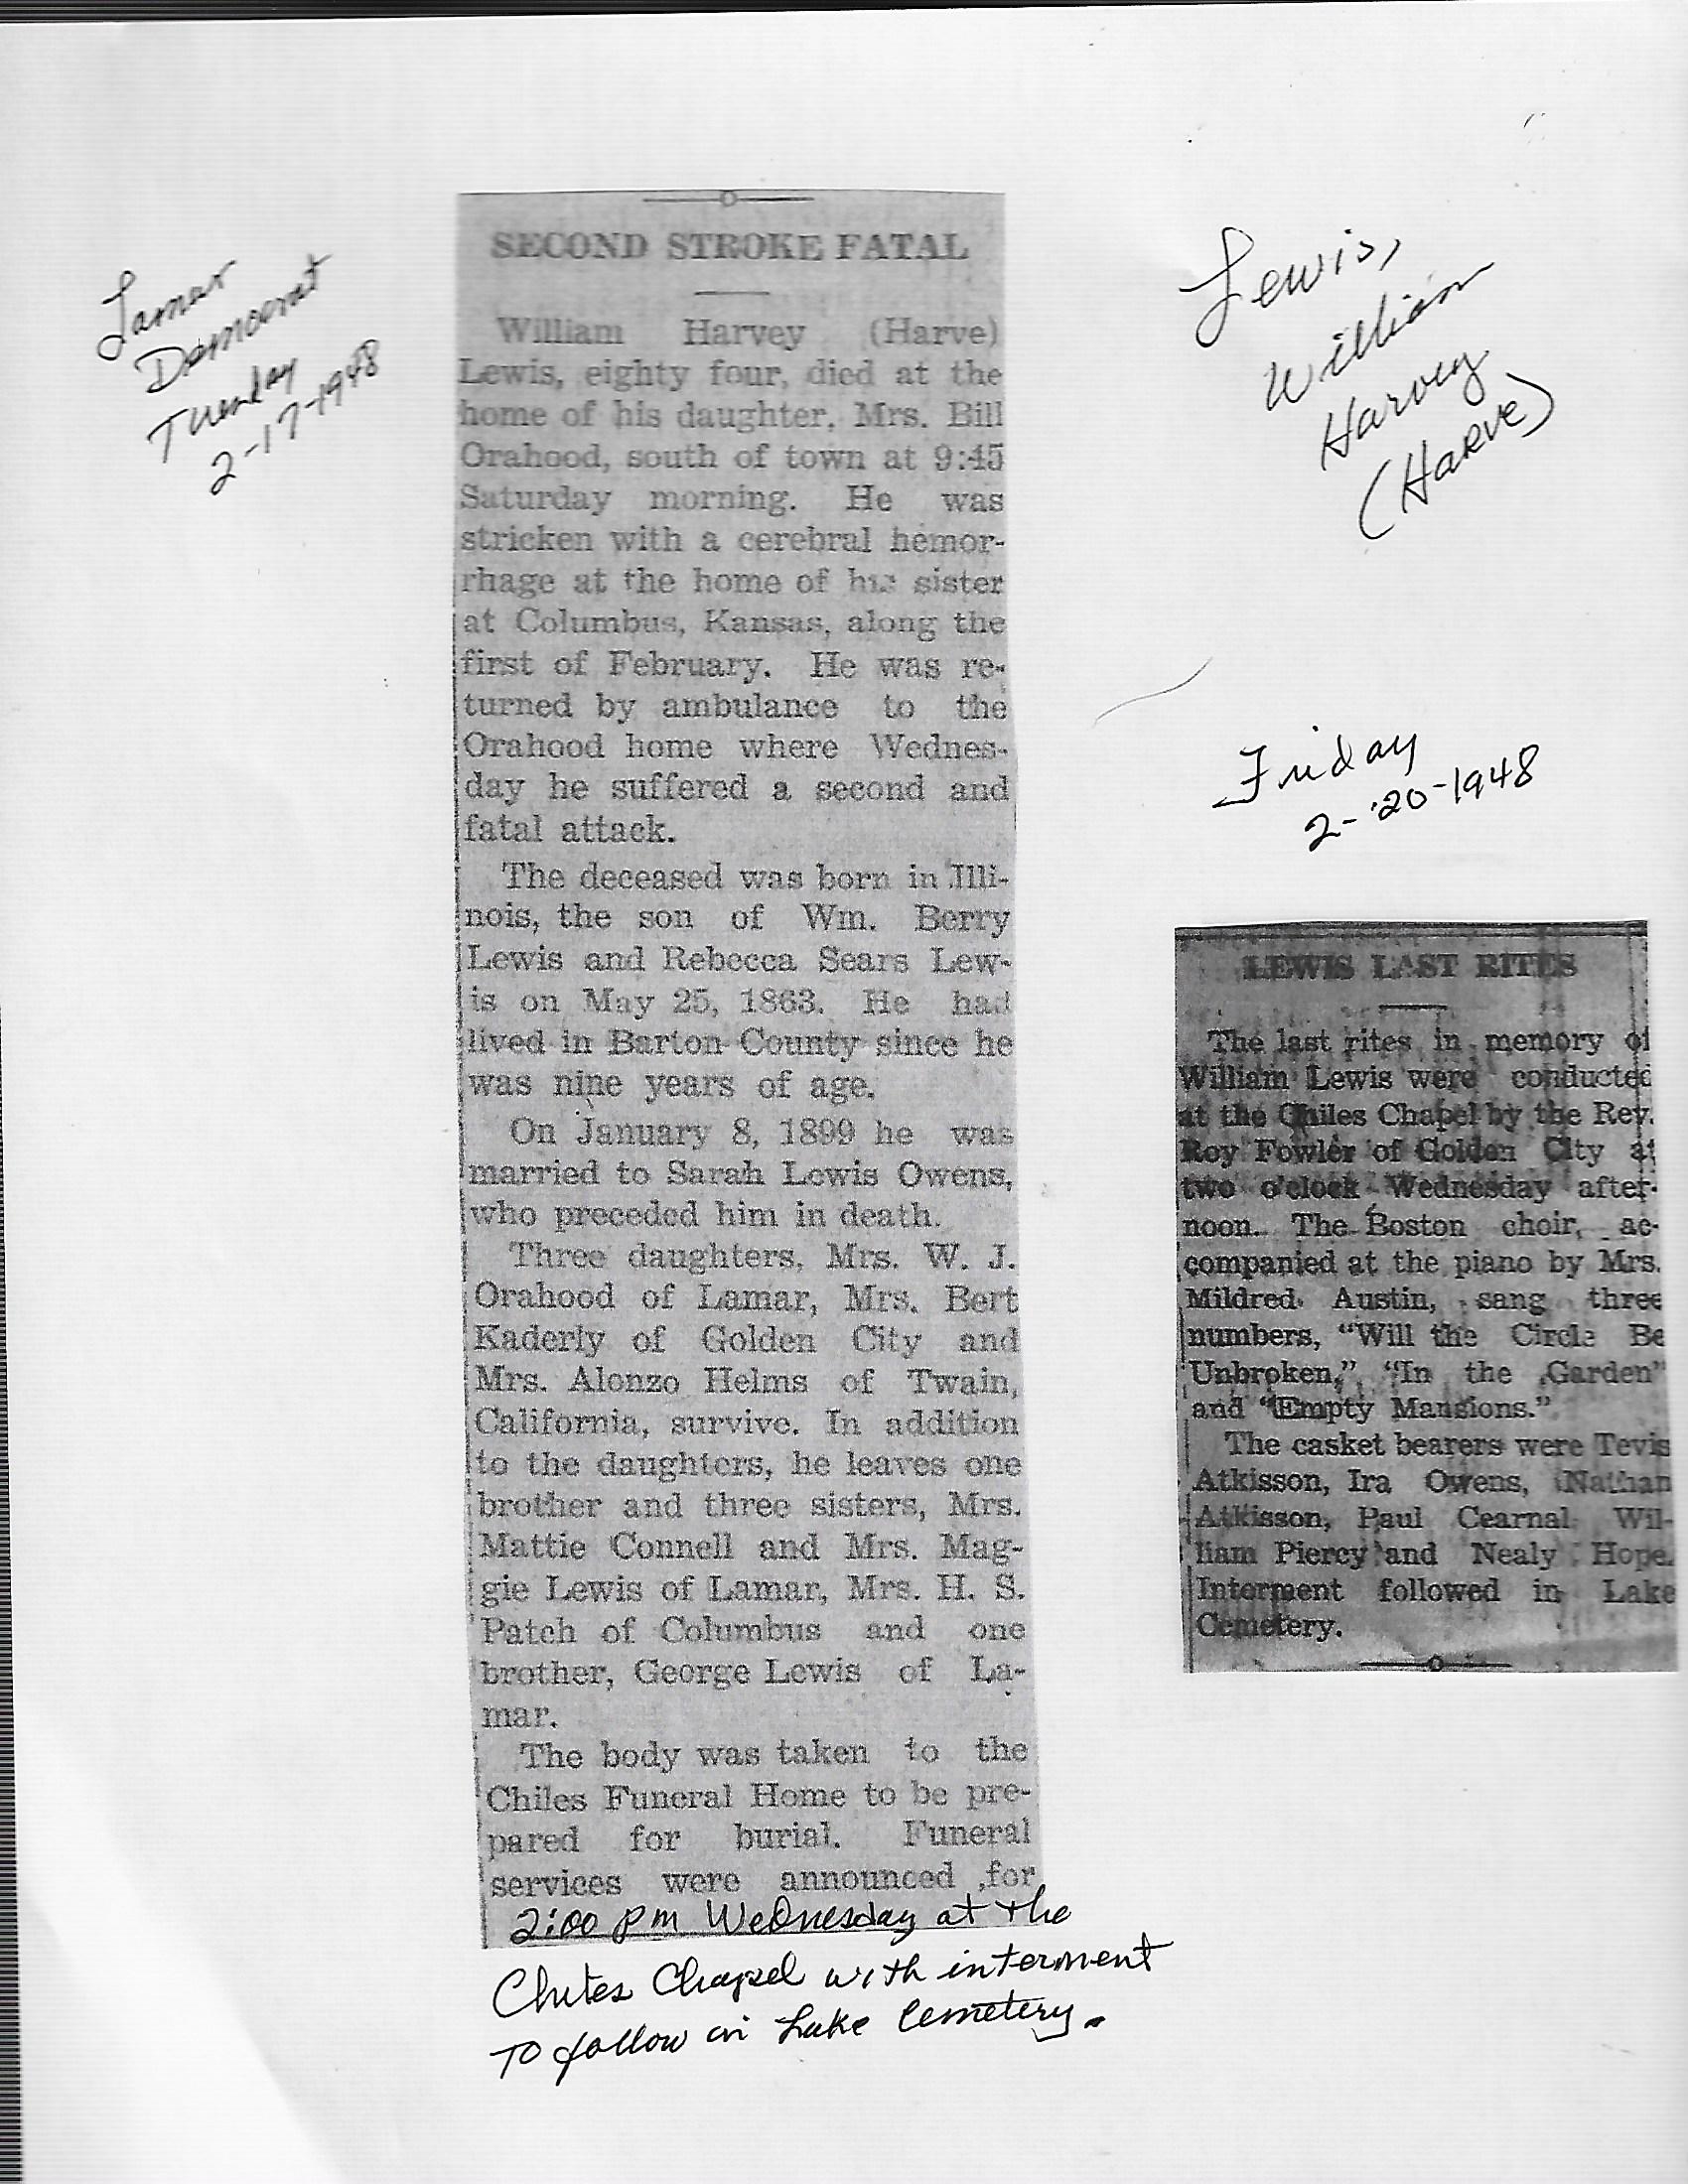 Lamar
Democrat
Tuesday
2-17-1948
SECOND STROKE FATAL
William Harvey (Harve)
Lewis, eighty four, died at the
home of his daughter, Mrs. Bill
Orahood, south of town at 9:45
Saturday morning. He was
stricken with a cerebral hemor-
rhage at the home of his sister
at Columbus, Kansas, along the
first of February. He was re-
turned by ambulance to the
Orahood home where Wednes-
day he suffered a second and
fatal attack.
The deceased was born in Illi-
nois, the son of Wm. Berry
Lewis and Rebecca Sears Lew-
is on May 25, 1863. He had
lived in Barton County since he
was nine years of age.
On January 8, 1899 he was
married to Sarah Lewis Owens,
who preceded him in death.
Three daughters, Mrs. W. J.
Orahood of Lamar, Mrs. Bert
Kaderly of Golden City and
Mrs. Alonzo Helms of Twain,
California, survive. In addition
to the daughters, he leaves one
brother and three sisters, Mrs.
Mattie Connell and Mrs. Mag-
gie Lewis of Lamar, Mrs. H. S.
Patch of Columbus and one
brother, George Lewis of La-
mar.
The body was taken to the
Chiles Funeral Home to be pre-
pared for burial. Funeral
services were announced for
2:00 PM Wednesday at the
Chiles Chapel with interment
To follow in Lake Cemetery.
Lewis,
William
Harvey
(Harve)
Friday
2-20-1948
LEWIS LAST RITES
The last rites in memory of
William Lewis were conducted
at the Chiles Chapel by the Rev.
Roy Fowler of Golden City at
two o'clock Wednesday after-
noon. The Boston choir, ac-
companied at the piano by Mrs.
Mildred Austin, sang three
numbers, "Will the Circle Be
Unbroken," "In the Garden"
and "Empty Mansions."
The casket bearers were Tevis
Atkisson, Ira Owens, Nathan
Atkisson, Paul Cearnal Wil-
liam Piercy and Nealy Hope.
Interment followed in Lake
Cemetery.